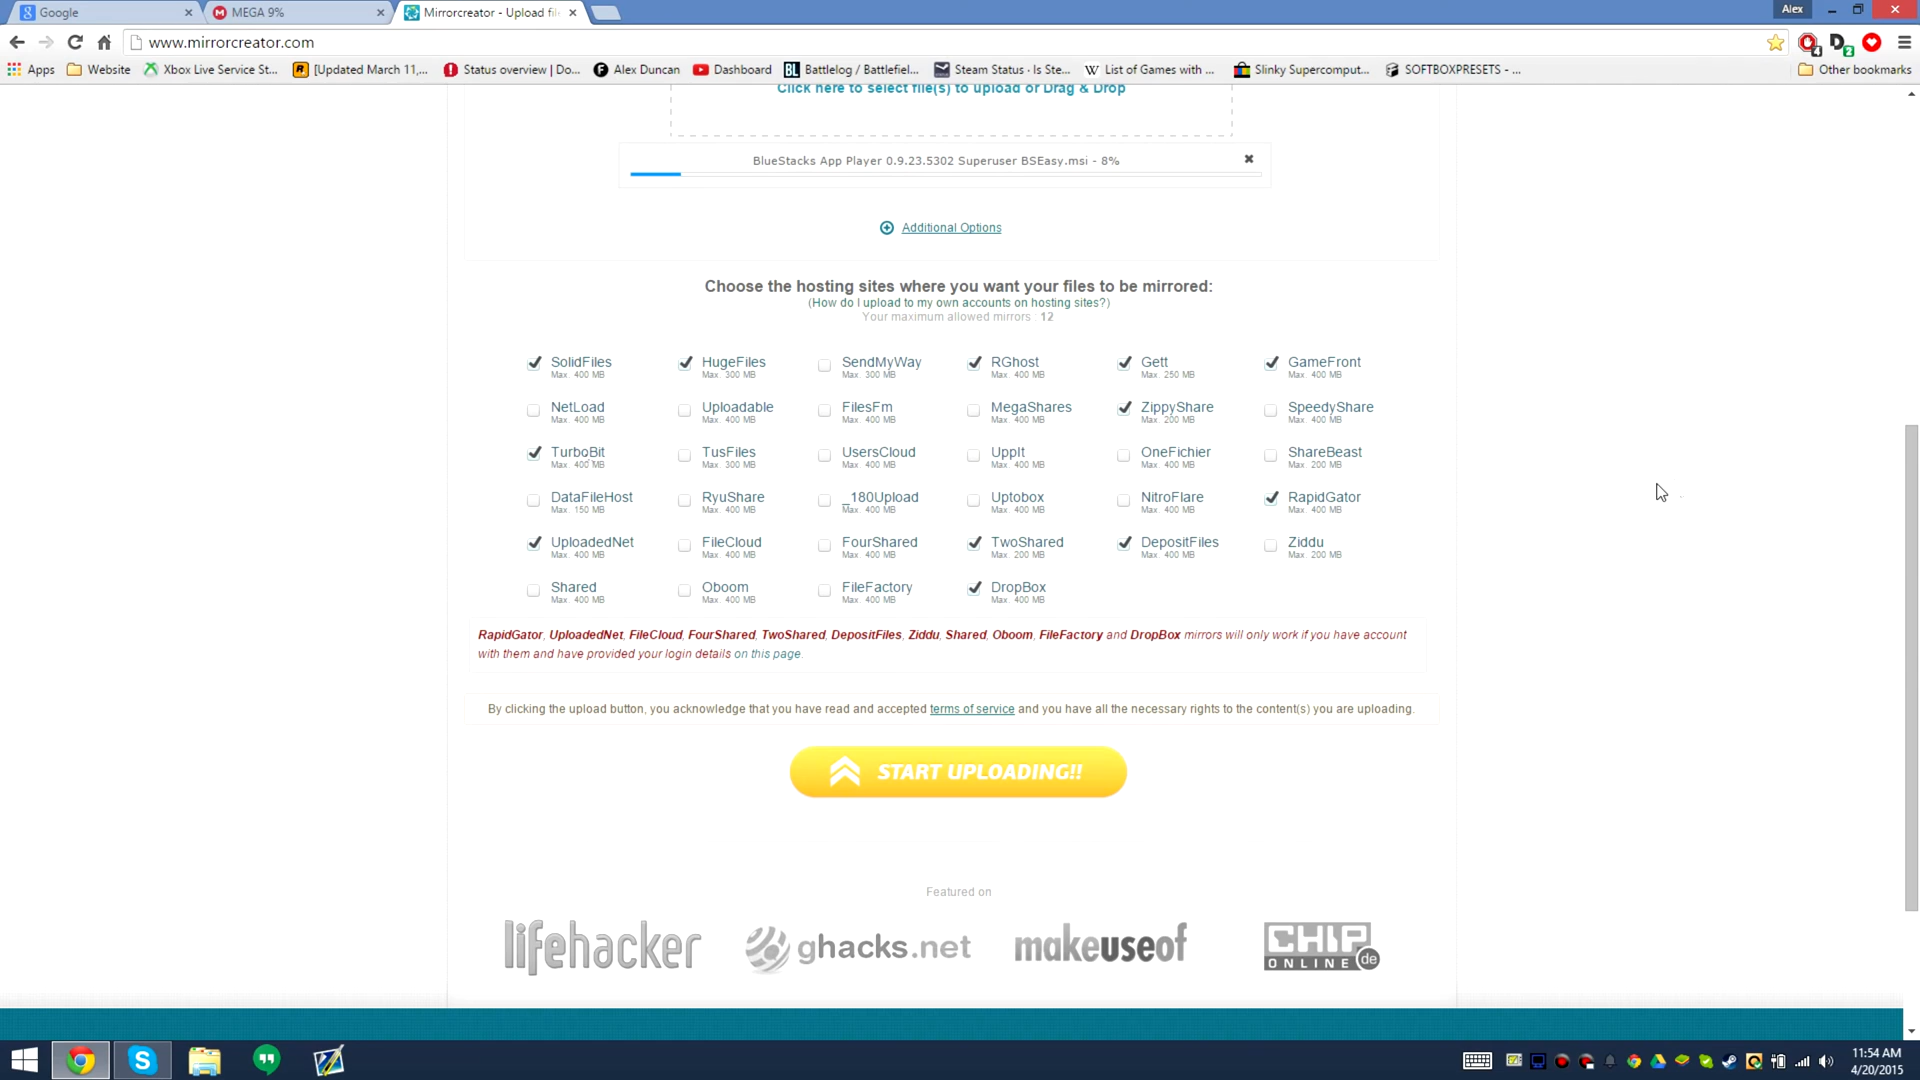 Google
MEGA 9%
Mirrorcreator - Upload fil
Alex
www.mirrorcreator.com
Apps
Website
Xbox Live Service St...
[Updated March 11,...
Status overview | Do...
Alex Duncan
Dashboard
Battlelog / Battlefiel...
Steam Status · Is Ste...
List of Games with ...
Slinky Supercomput...
SOFTBOXPRESETS - ...
Other bookmarks
Click here to select file(s) to upload or Drag & Drop
BlueStacks App Player 0.9.23.5302 Superuser BSEasy.msi - 8%
Additional Options
Choose the hosting sites where you want your files to be mirrored:
(How do I upload to my own accounts on hosting sites?)
Your maximum allowed mirrors : 12
SolidFiles HugeFiles SendMyWay RGhost Gett GameFront
Max. 400 MB Max. 300 MB Max. 300 MB Max. 400 MB Max. 250 MB Max. 400 MB
NetLoad Uploadable FilesFm MegaShares ZippyShare SpeedyShare
Max. 400 MB Max. 400 MB Max. 400 MB Max. 400 MB Max. 200 MB Max. 400 MB
TurboBit TusFiles UsersCloud UppIt OneFichier ShareBeast
Max. 400 MB Max. 300 MB Max. 400 MB Max. 400 MB Max. 400 MB Max. 200 MB
DataFileHost RyuShare _180Upload Uptobox NitroFlare RapidGator
Max. 150 MB Max. 400 MB Max. 400 MB Max. 400 MB Max. 400 MB Max. 400 MB
UploadedNet FileCloud FourShared TwoShared DepositFiles Ziddu
Max. 400 MB Max. 400 MB Max. 400 MB Max. 200 MB Max. 400 MB Max. 200 MB
Shared Oboom FileFactory DropBox
Max. 400 MB Max. 400 MB Max. 400 MB Max. 400 MB
RapidGator, UploadedNet, FileCloud, FourShared, TwoShared, DepositFiles, Ziddu, Shared, Oboom, FileFactory and DropBox mirrors will only work if you have account
with them and have provided your login details on this page.
By clicking the upload button, you acknowledge that you have read and accepted terms of service and you have all the necessary rights to the content(s) you are uploading.
START UPLOADING!!
Featured on
lifehacker
ghacks.net
makeuseof
CHIP
ONLINE de
11:54 AM
4/20/2015